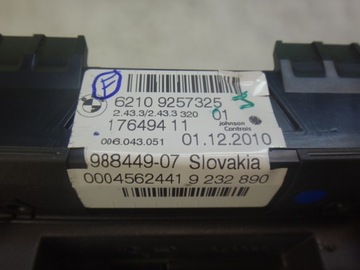 F
6210 9257325
2.43.3/2.43.3 320 01
Johnson Controls
17649411
006.043.051 01.12.2010
988449-07 Slovakia
0004562441 9 232 890